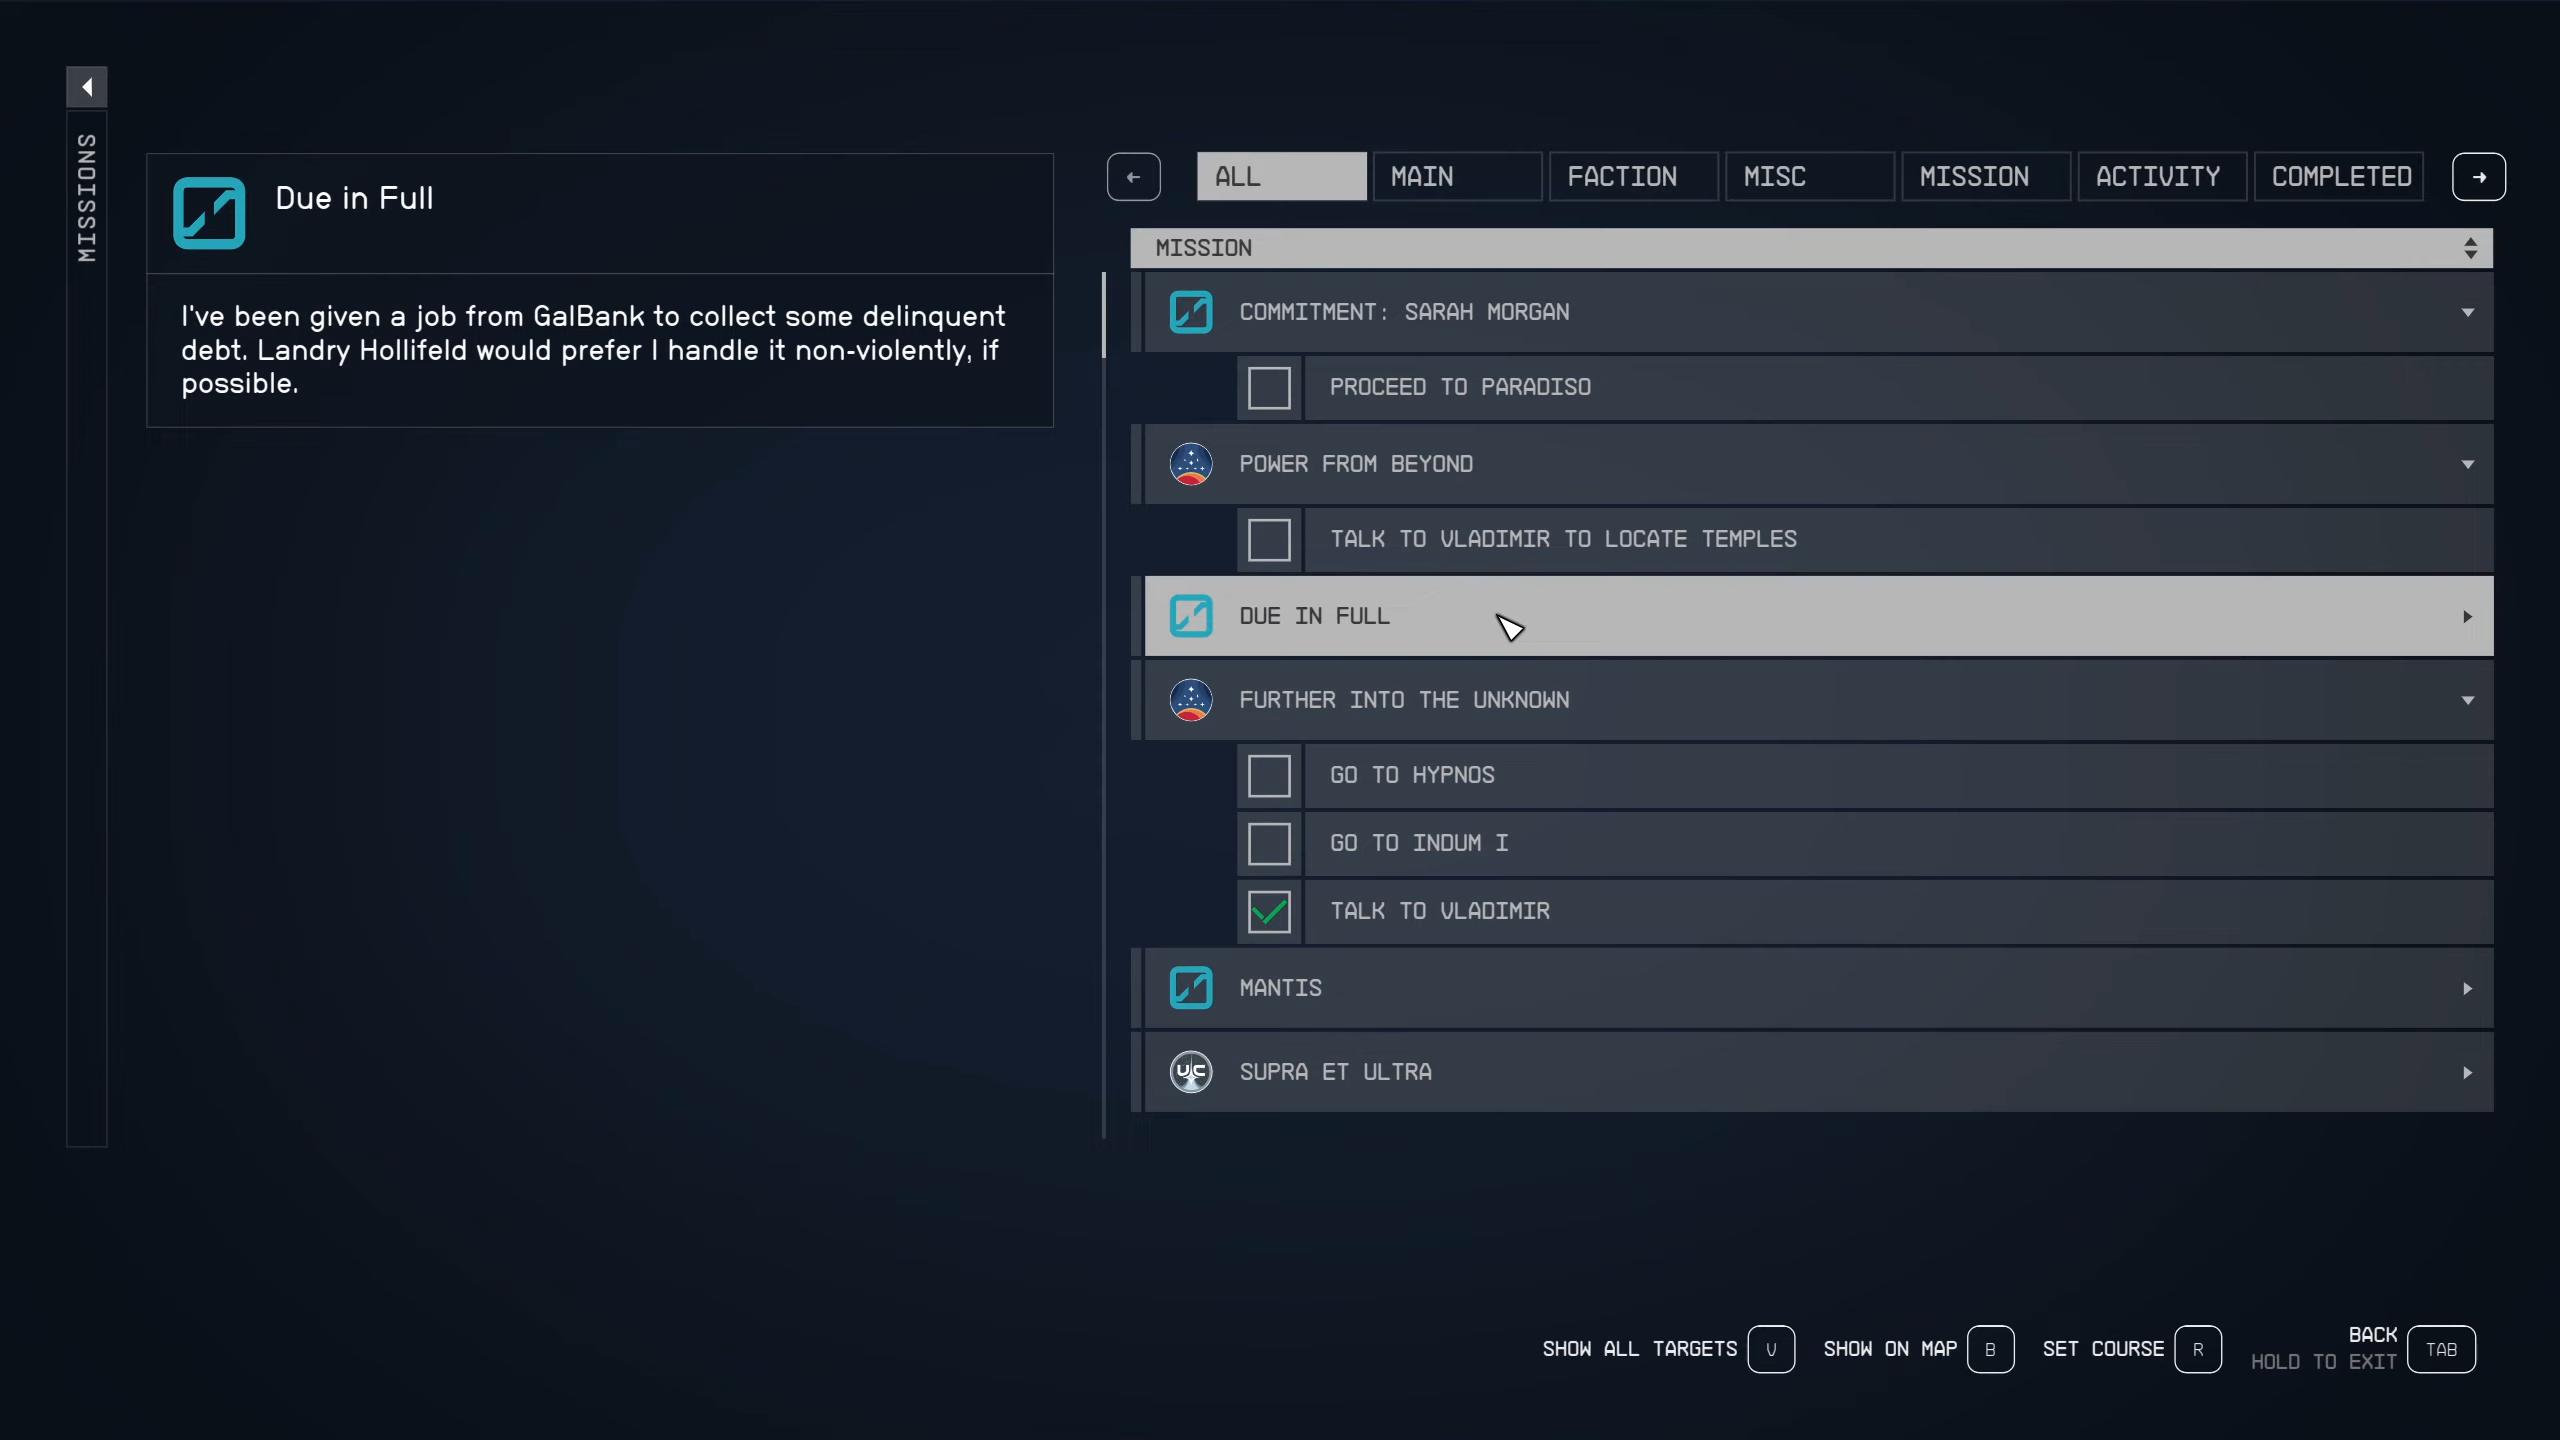 MISSIONS
Due in Full
I've been given a job from GalBank to collect some delinquent
debt. Landry Hollifeld would prefer I handle it non-violently, if
possible.
ALL
MAIN
FACTION
MISC
MISSION
ACTIVITY
COMPLETED
MISSION
COMMITMENT: SARAH MORGAN
PROCEED TO PARADISO
POWER FROM BEYOND
TALK TO VLADIMIR TO LOCATE TEMPLES
DUE IN FULL
FURTHER INTO THE UNKNOWN
GO TO HYPNOS
GO TO INDUM I
TALK TO VLADIMIR
MANTIS
UC
SUPRA ET ULTRA
SHOW ALL TARGETS V
SHOW ON MAP B
SET COURSE R
BACK
HOLD TO EXIT
TAB